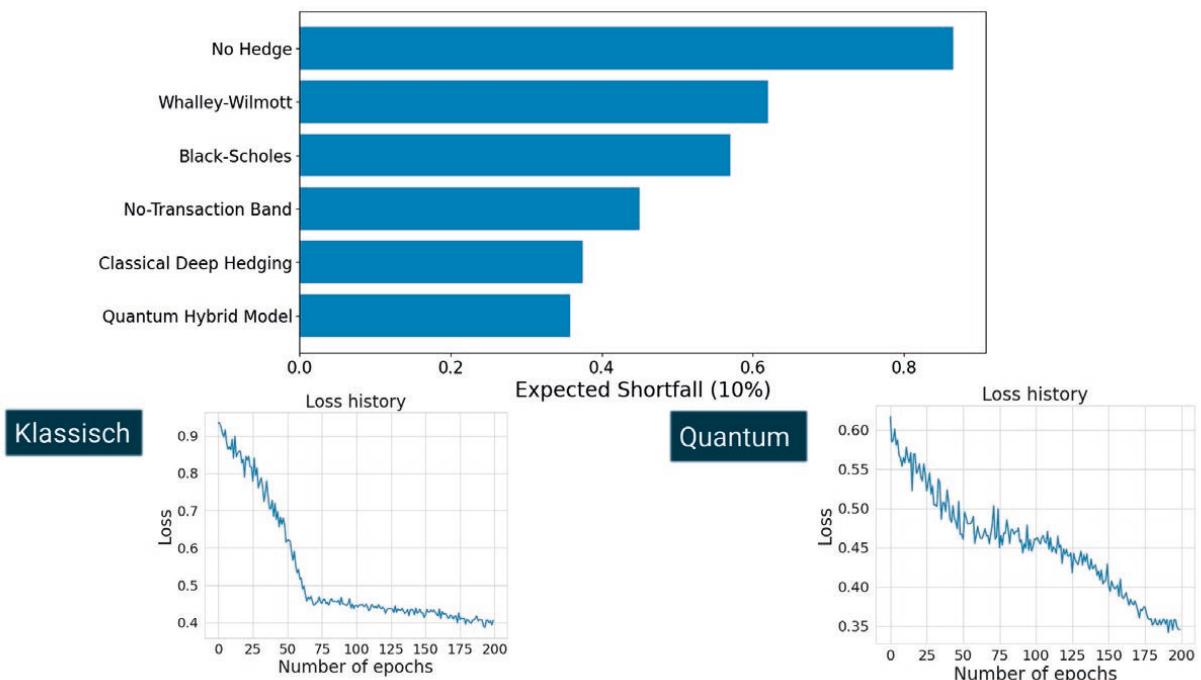 No Hedge
Whalley-Wilmott
Black-Scholes
No-Transaction Band
Classical Deep Hedging
Quantum Hybrid Model
0.0 0.2 0.4 0.6 0.8
Expected Shortfall (10%)
Klassisch
Loss history
0.9
0.8
0.7
0.6
0.5
0.4
Loss
0 25 50 75 100 125 150 175 200
Number of epochs
Quantum
Loss history
0.60
0.55
0.50
0.45
0.40
0.35
Loss
0 25 50 75 100 125 150 175 200
Number of epochs